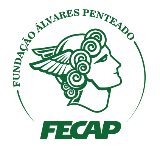 FUNDAÇÃO ÁLVARES PENTEADO
FECAP